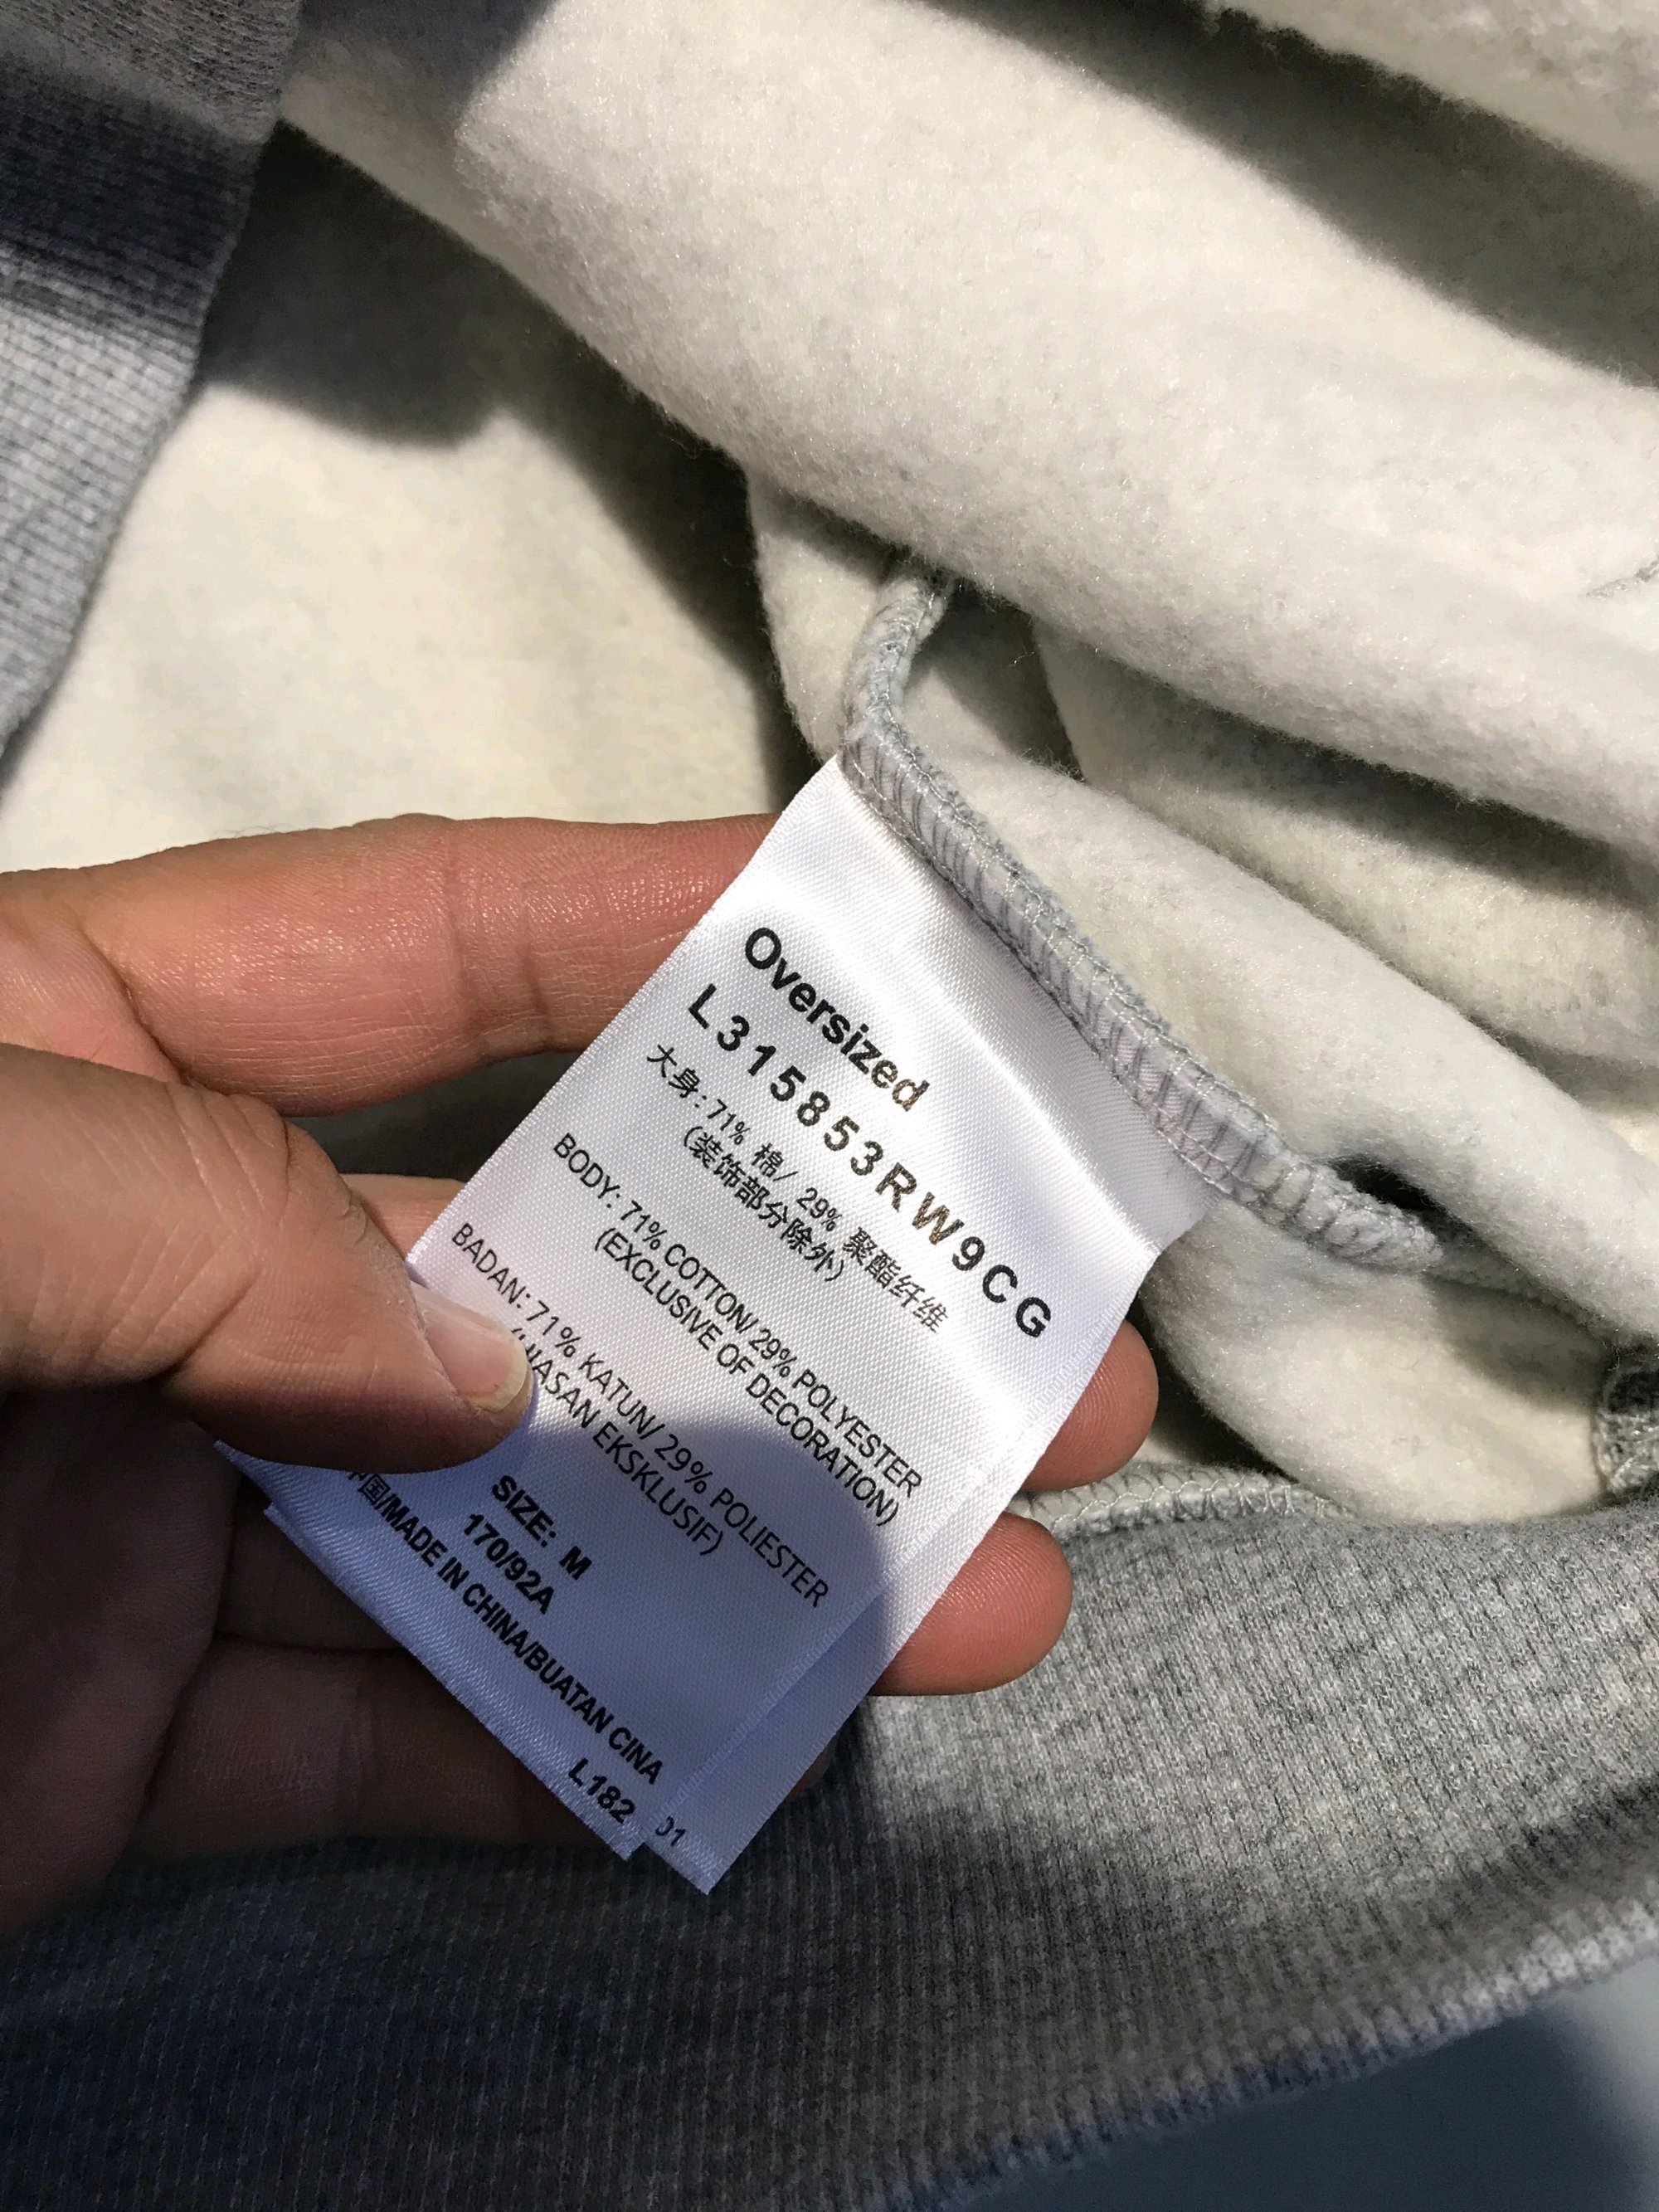 Oversized
L315853RW9CG
大身:71% 棉/ 29% 聚酯纤维
(装饰部分除外)
BODY: 71% COTTON/ 29% POLYESTER
(EXCLUSIVE OF DECORATION)
BADAN: 71% KATUN/ 29% POLIESTER
EKSKLUSIF)
SIZE: M
170/92A
中国/MADE IN CHINA/BUATAN CINA
L182
01